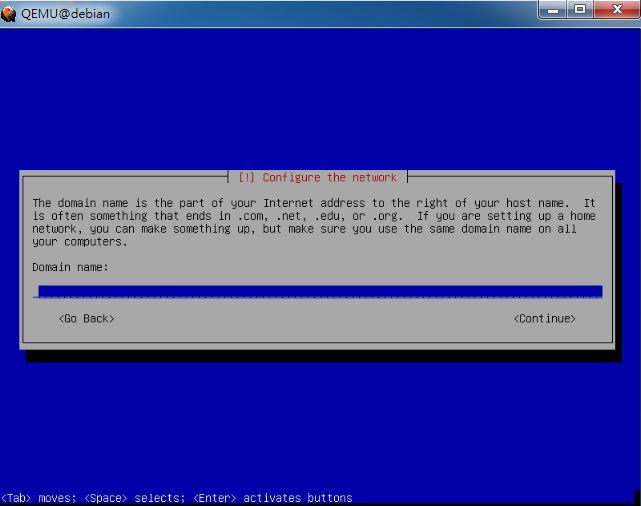 QEMU@debian
[!] Configure the network
The domain name is the part of your Internet address to the right of your host name.  It
is often something that ends in .com, .net, .edu, or .org.  If you are setting up a home
network, you can make something up, but make sure you use the same domain name on all
your computers.
Domain name:
<Go Back> <Continue>
<Tab> moves; <Space> selects; <Enter> activates buttons